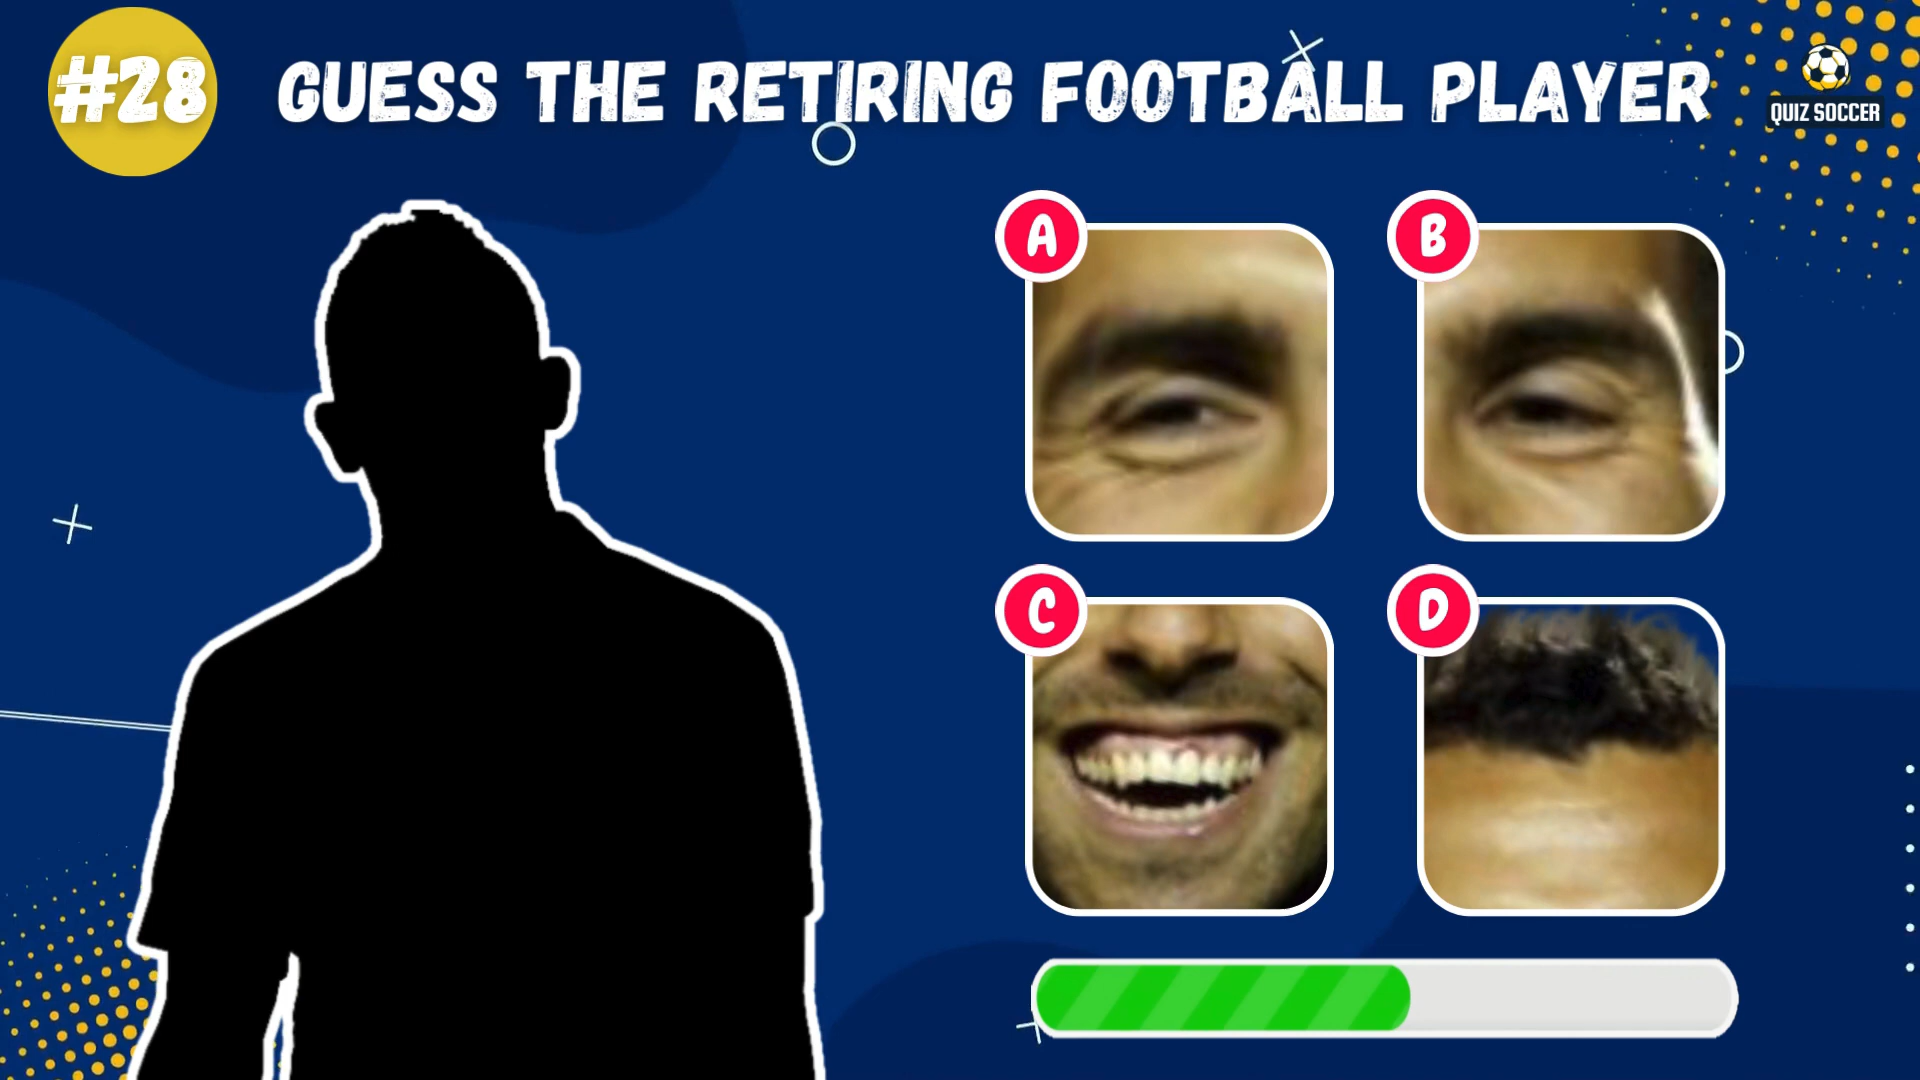 #28
GUESS THE RETIRING FOOTBALL PLAYER
QUIZ SOCCER
A
B
C
D